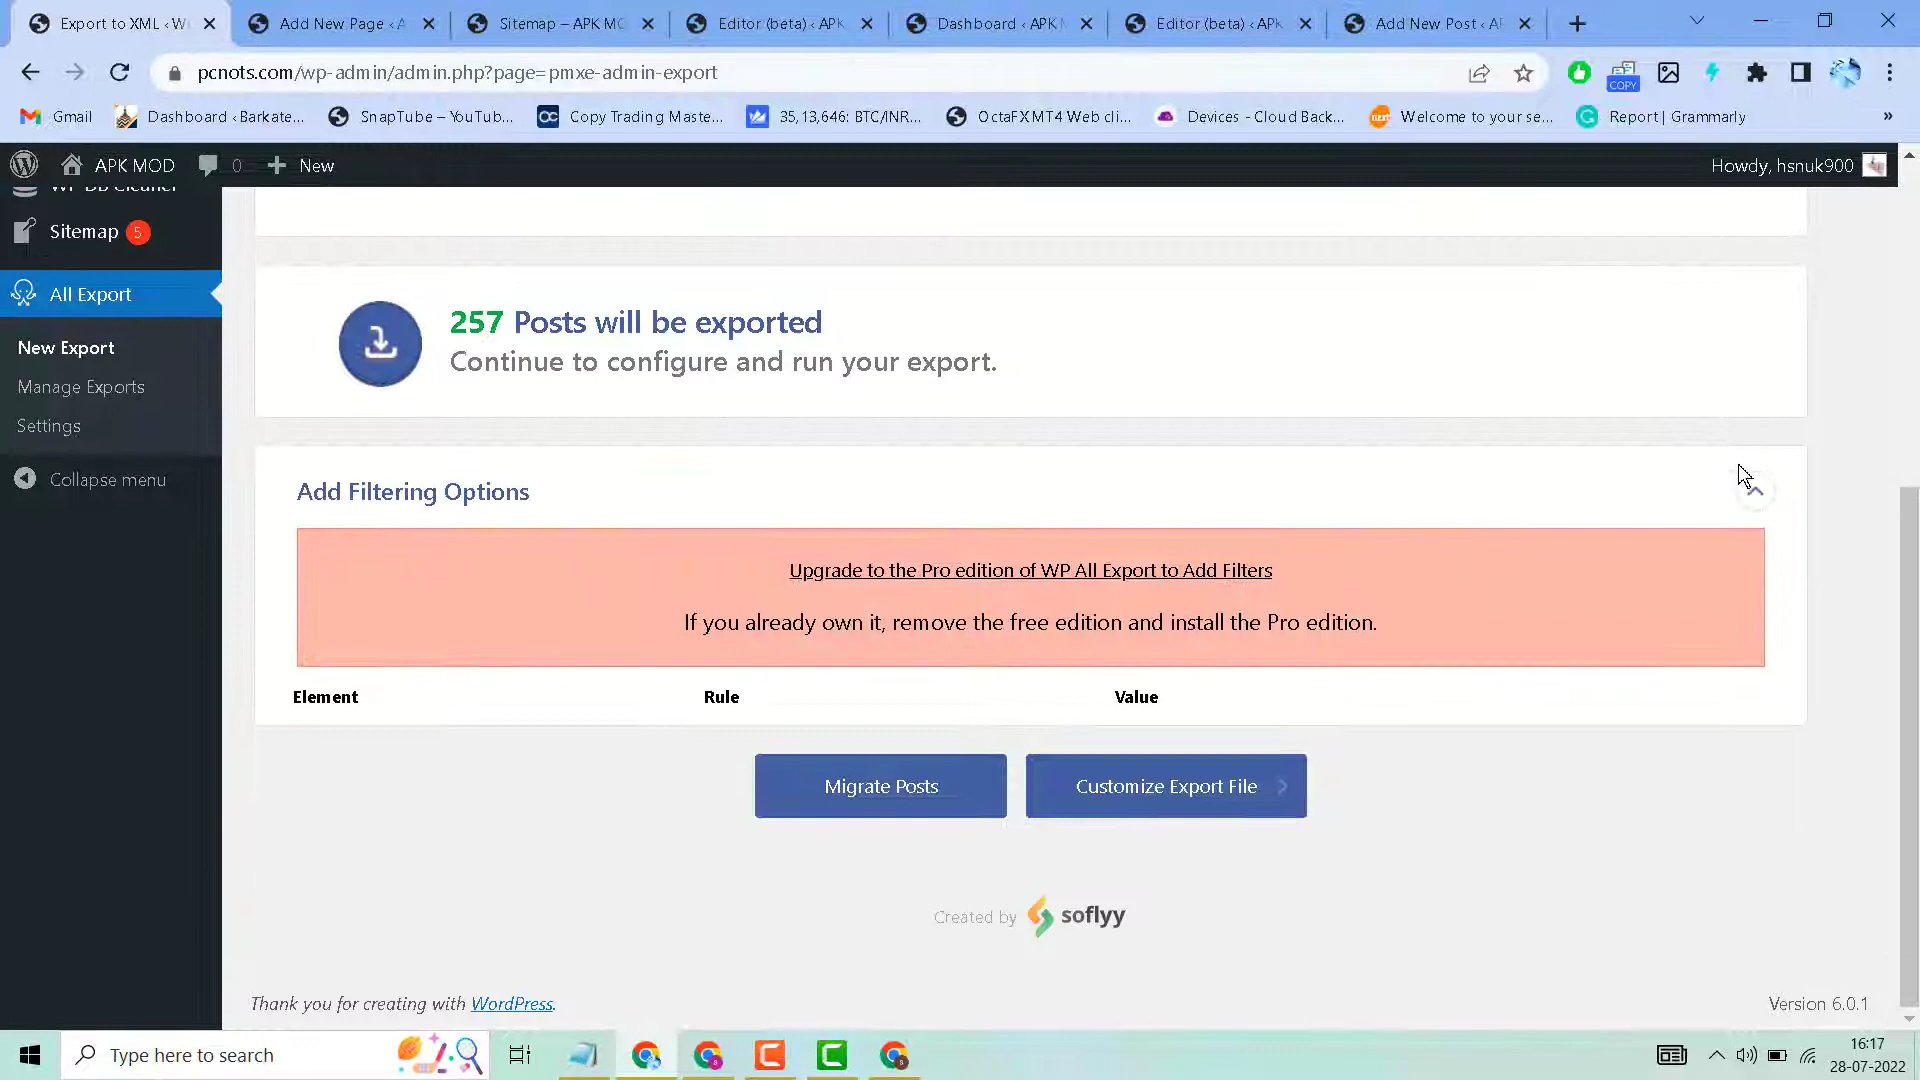 Export to XML ‹ W
Add New Page ‹ A
Sitemap – APK MO
Editor (beta) ‹ APK
Dashboard ‹ APK M
Editor (beta) ‹ APK
Add New Post ‹ AP
pcnots.com/wp-admin/admin.php?page=pmxe-admin-export
COPY
Gmail
Dashboard ‹ Barkate...
SnapTube – YouTub...
Copy Trading Maste...
35,13,646: BTC/INR...
OctaFX MT4 Web cli...
Devices - Cloud Back...
Welcome to your se...
Report | Grammarly
»
APK MOD
0
New
Howdy, hsnuk900
WP DB Cleaner
Sitemap 5
All Export
New Export
Manage Exports
Settings
Collapse menu
257 Posts will be exported
Continue to configure and run your export.
Add Filtering Options
Upgrade to the Pro edition of WP All Export to Add Filters
If you already own it, remove the free edition and install the Pro edition.
Element Rule Value
Migrate Posts
Customize Export File
Created by soflyy
Thank you for creating with WordPress.
Version 6.0.1
Type here to search
16:17
28-07-2022